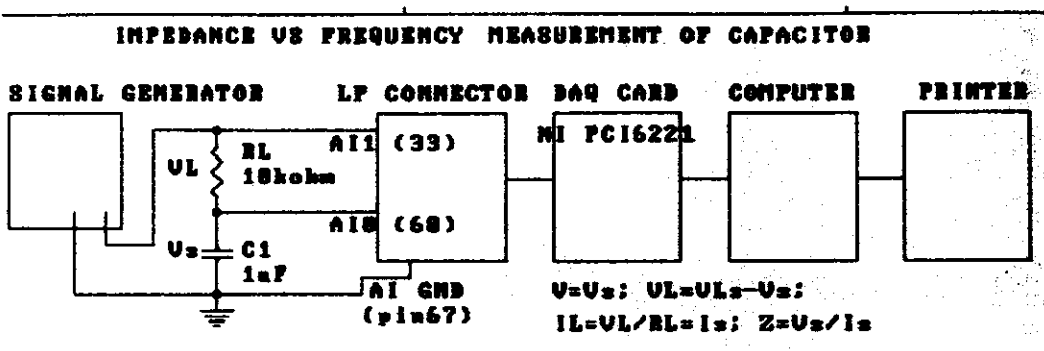 IMPEDANCE VS FREQUENCY MEASUREMENT OF CAPACITOR
SIGNAL GENERATOR LP CONNECTOR DAQ CARD COMPUTER PRINTER
NI PCI6221
AI1 (33)
VL RL
10kohm
AI0 (68)
Vs C1
AI GND
(pin67)
V=Vs; VL=VLs-Vs;
IL=VL/RL=Is; Z=Vs/Is